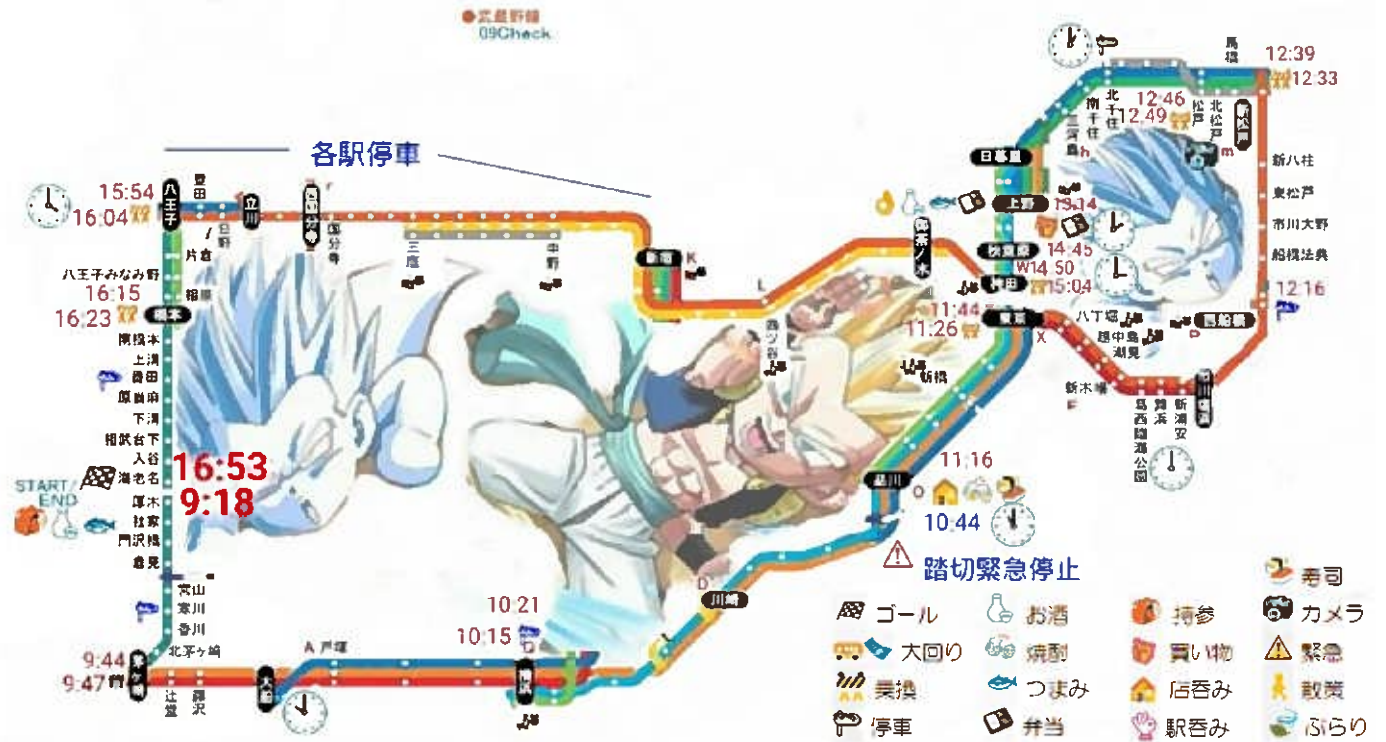 武蔵野線
09Check
各駅停車
15:54
16:04
八王子
豊田
日野
立川
西国分寺
r
国分寺
三鷹
中野
新宿
K
L
四ツ谷
御茶ノ水
片倉
八王子みなみ野
相原
16:15
16:23
橋本
南橋本
上溝
番田
原当麻
下溝
相武台下
入谷
海老名
厚木
社家
門沢橋
倉見
宮山
寒川
香川
北茅ヶ崎
16:53
9:18
START/
END
9:44
9:47
茅ヶ崎
辻堂
藤沢
大船
A 戸塚
10:21
10:15
横浜
D
川崎
品川
O
11:16
10:44
踏切緊急停止
新橋
11:44
11:26
東京
X
神田
W14:50
15:04
秋葉原
14:45
上野
13:14
日暮里
三河島
h
南千住
北千住
12:46
12:49
松戸
北松戸
m
馬橋
新松戸
12:39
12:33
新八柱
東松戸
市川大野
船橋法典
12:16
西船橋
P
八丁堀
越中島
潮見
新木場
F
葛西臨海公園
舞浜
新浦安
ゴール
お酒
持参
寿司
カメラ
大回り
焼酎
買い物
緊急
乗換
つまみ
店呑み
散策
停車
弁当
駅呑み
ぶらり